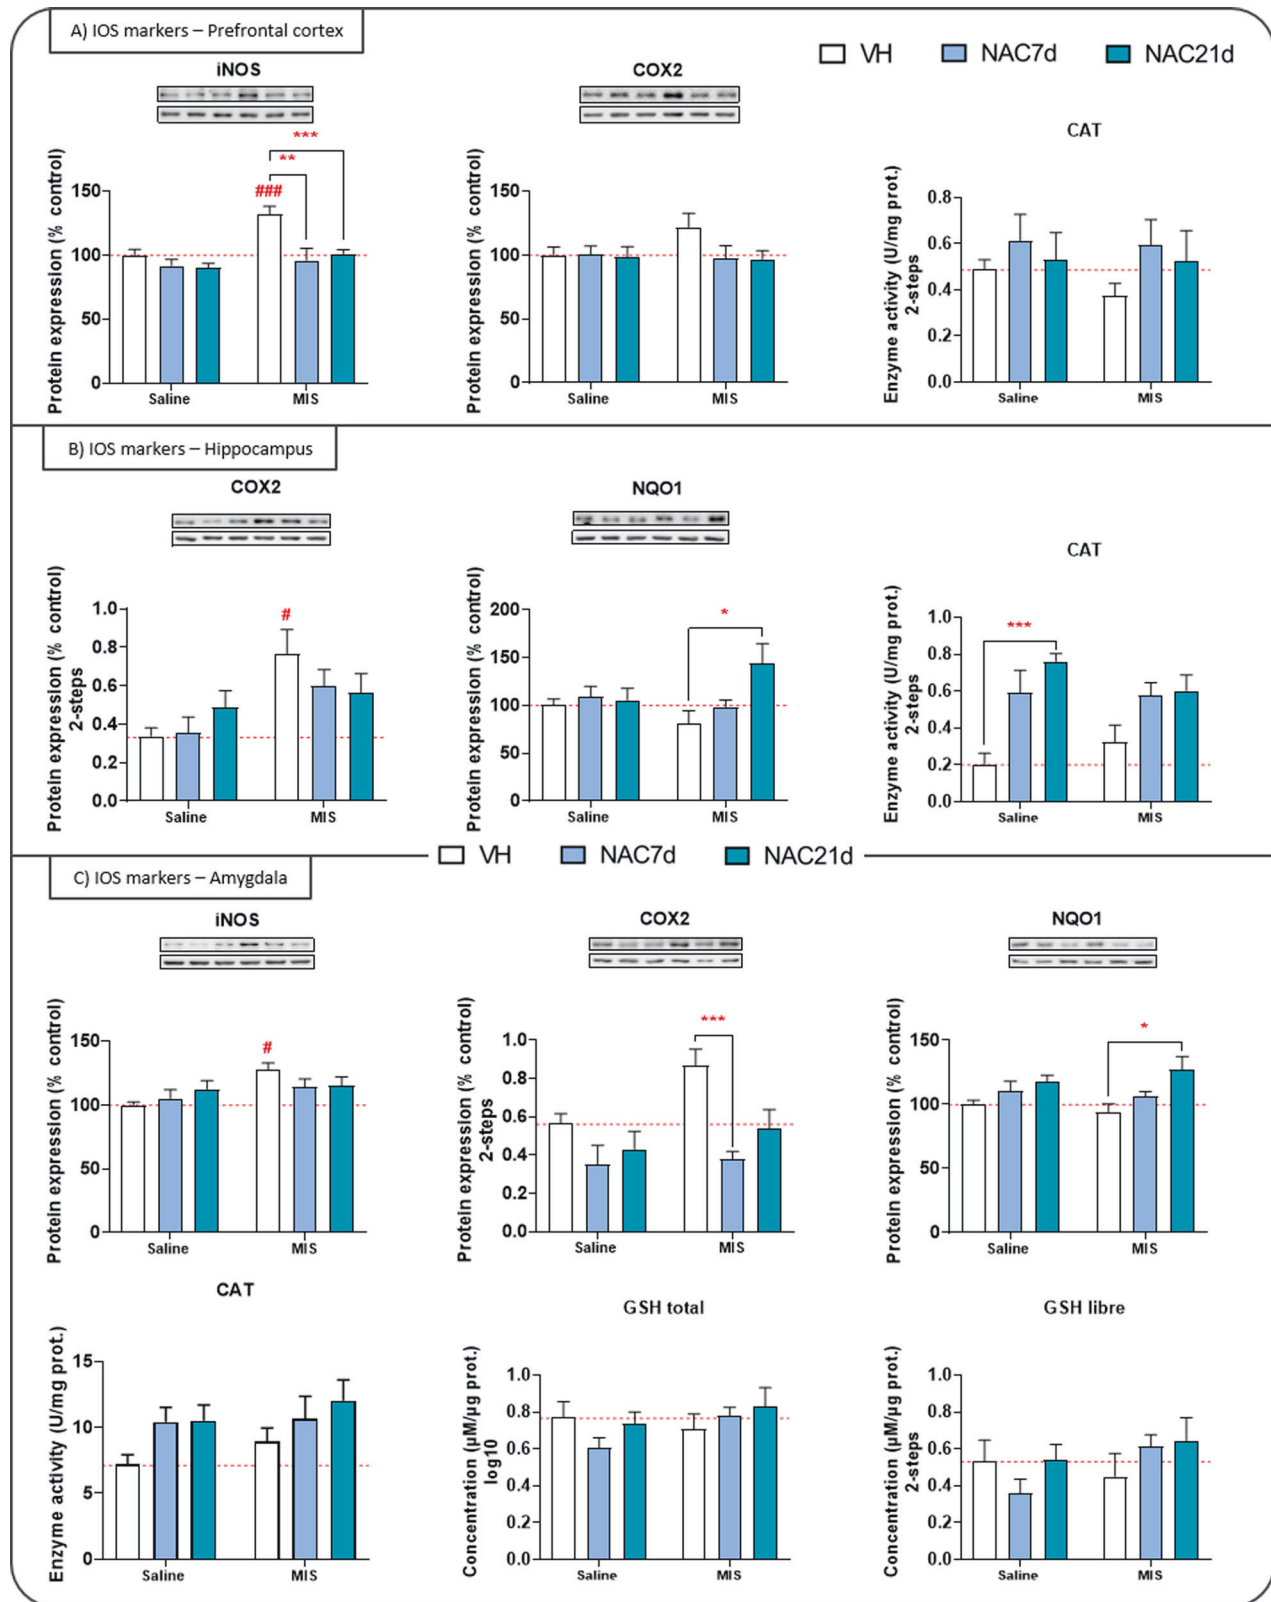 A) IOS markers – Prefrontal cortex
VH NAC7d NAC21d
iNOS
***
**
###
Protein expression (% control)
150
100
50
0
Saline MIS
COX2
Protein expression (% control)
150
100
50
0
Saline MIS
CAT
Enzyme activity (U/mg prot.)
2-steps
0.8
0.6
0.4
0.2
0.0
Saline MIS
B) IOS markers – Hippocampus
COX2
#
Protein expression (% control)
2-steps
1.0
0.8
0.6
0.4
0.2
0.0
Saline MIS
NQO1
*
Protein expression (% control)
200
150
100
50
0
Saline MIS
CAT
***
Enzyme activity (U/mg prot.)
2-steps
1.0
0.8
0.6
0.4
0.2
0.0
Saline MIS
VH NAC7d NAC21d
C) IOS markers – Amygdala
iNOS
#
Protein expression (% control)
150
100
50
0
Saline MIS
COX2
***
Protein expression (% control)
2-steps
1.0
0.8
0.6
0.4
0.2
0.0
Saline MIS
NQO1
*
Protein expression (% control)
150
100
50
0
Saline MIS
CAT
Enzyme activity (U/mg prot.)
15
10
5
0
Saline MIS
GSH total
Concentration (µM/µg prot.)
log10
1.0
0.8
0.6
0.4
0.2
0.0
Saline MIS
GSH libre
Concentration (µM/µg prot.)
2-steps
1.0
0.8
0.6
0.4
0.2
0.0
Saline MIS